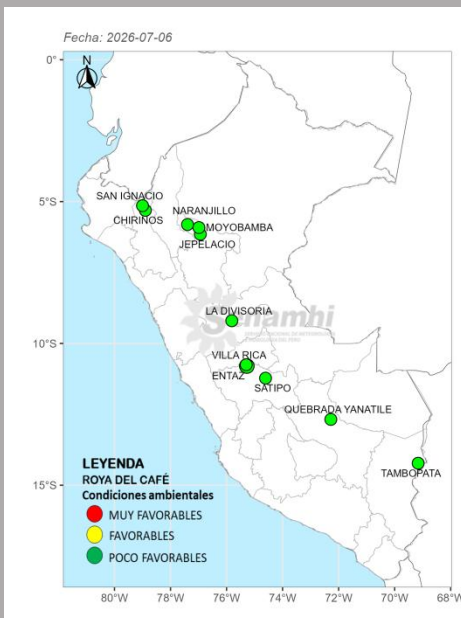 Fecha: 2026-07-06
N
0°
5°S
10°S
15°S
SAN IGNACIO
CHIRINOS
NARANJILLO
MOYOBAMBA
JEPELACIO
LA DIVISORIA
Senamhi
VILLA RICA
ENTAZ
SATIPO
QUEBRADA YANATILE
TAMBOPATA
LEYENDA
ROYA DEL CAFÉ
Condiciones ambientales
MUY FAVORABLES
FAVORABLES
POCO FAVORABLES
80°W 78°W 76°W 74°W 72°W 70°W 68°W